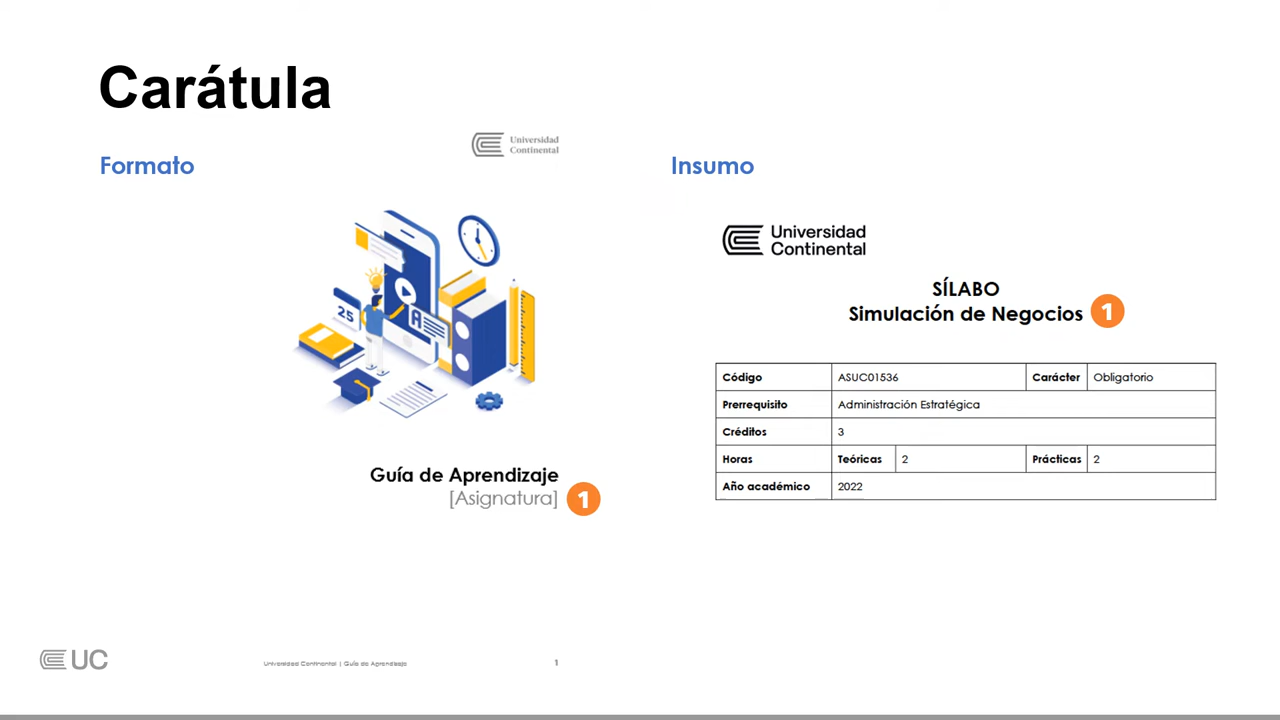 Carátula
Formato
Universidad
Continental
25
A
Guía de Aprendizaje
[Asignatura] 1
Universidad Continental | Guía de Aprendizaje 1
UC
Insumo
Universidad
Continental
SÍLABO
Simulación de Negocios 1
Código ASUC01536 Carácter Obligatorio
Prerrequisito Administración Estratégica
Créditos 3
Horas Teóricas 2 Prácticas 2
Año académico 2022